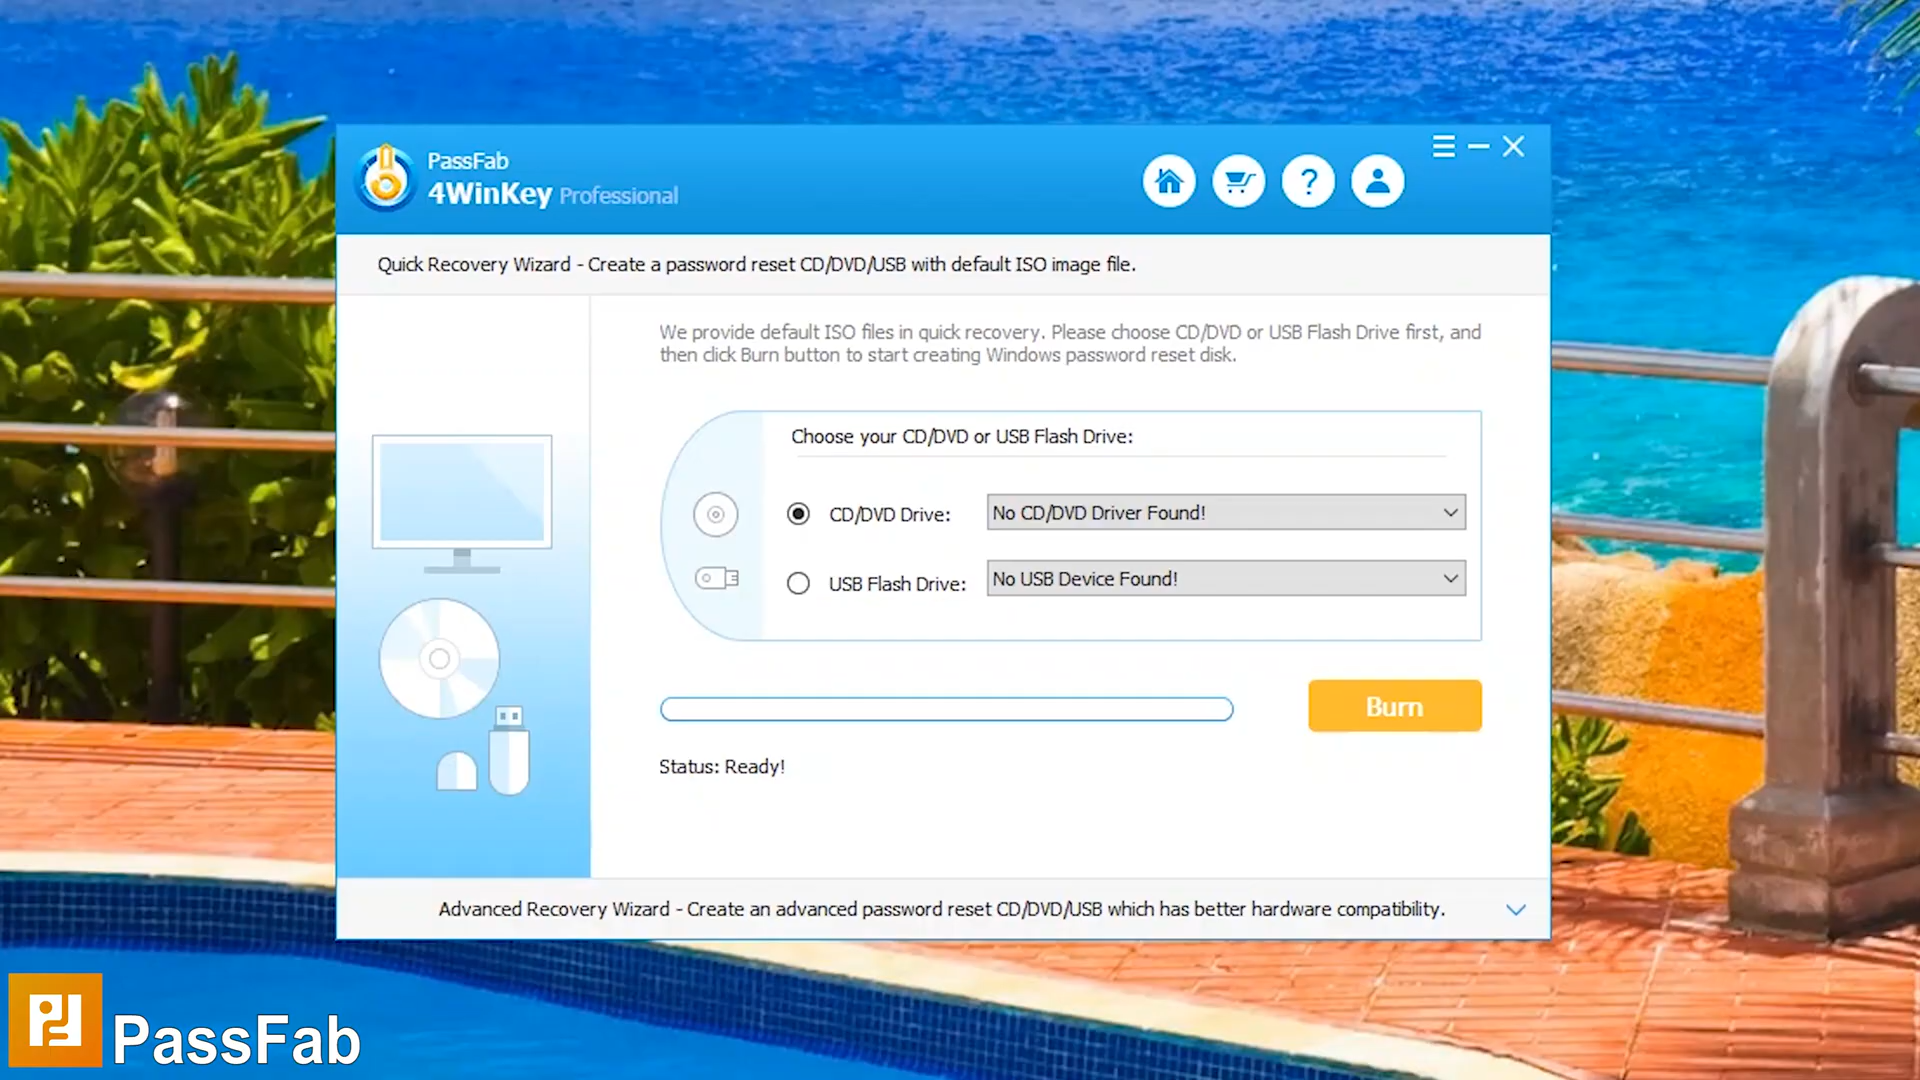 PassFab
4WinKey Professional
Quick Recovery Wizard - Create a password reset CD/DVD/USB with default ISO image file.
We provide default ISO files in quick recovery. Please choose CD/DVD or USB Flash Drive first, and
then click Burn button to start creating Windows password reset disk.
Choose your CD/DVD or USB Flash Drive:
CD/DVD Drive: No CD/DVD Driver Found!
USB Flash Drive: No USB Device Found!
Burn
Status: Ready!
Advanced Recovery Wizard - Create an advanced password reset CD/DVD/USB which has better hardware compatibility.
PassFab